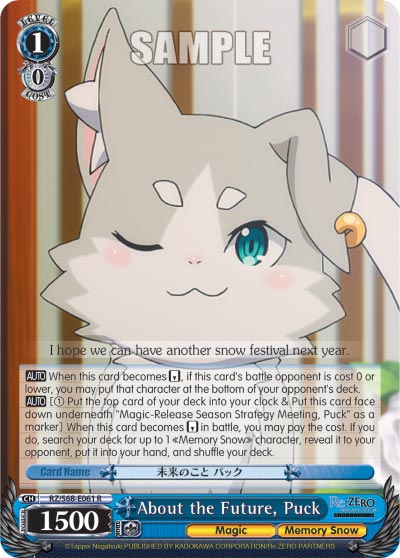 LEVEL
1
0
COST
SAMPLE
I hope we can have another snow festival next year.
AUTO When this card becomes [▼], if this card's battle opponent is cost 0 or
lower, you may put that character at the bottom of your opponent's deck.
AUTO [① Put the top card of your deck into your clock & Put this card face
down underneath "Magic-Release Season Strategy Meeting, Puck" as a
marker] When this card becomes [▼] in battle, you may pay the cost. If you
do, search your deck for up to 1 ≪Memory Snow≫ character, reveal it to your
opponent, put it into your hand, and shuffle your deck.
Card Name 未来のこと パック
CH RZ/S68-E061 R
POWER 1500 About the Future, Puck Re:ZERO
Magic Memory Snow
©Tappei Nagatsuki,PUBLISHED BY KADOKAWA CORPORATION/Re:ZERO PARTNERS